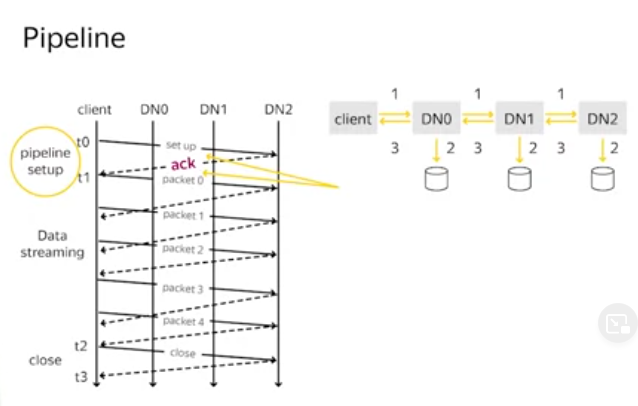 Pipeline
client DN0 DN1 DN2
t0
set up
pipeline
setup
ack
t1
packet 0
packet 1
Data
streaming
packet 2
packet 3
packet 4
t2
close
close
t3
1 1 1
client DN0 DN1 DN2
3 2 3 2 3 2